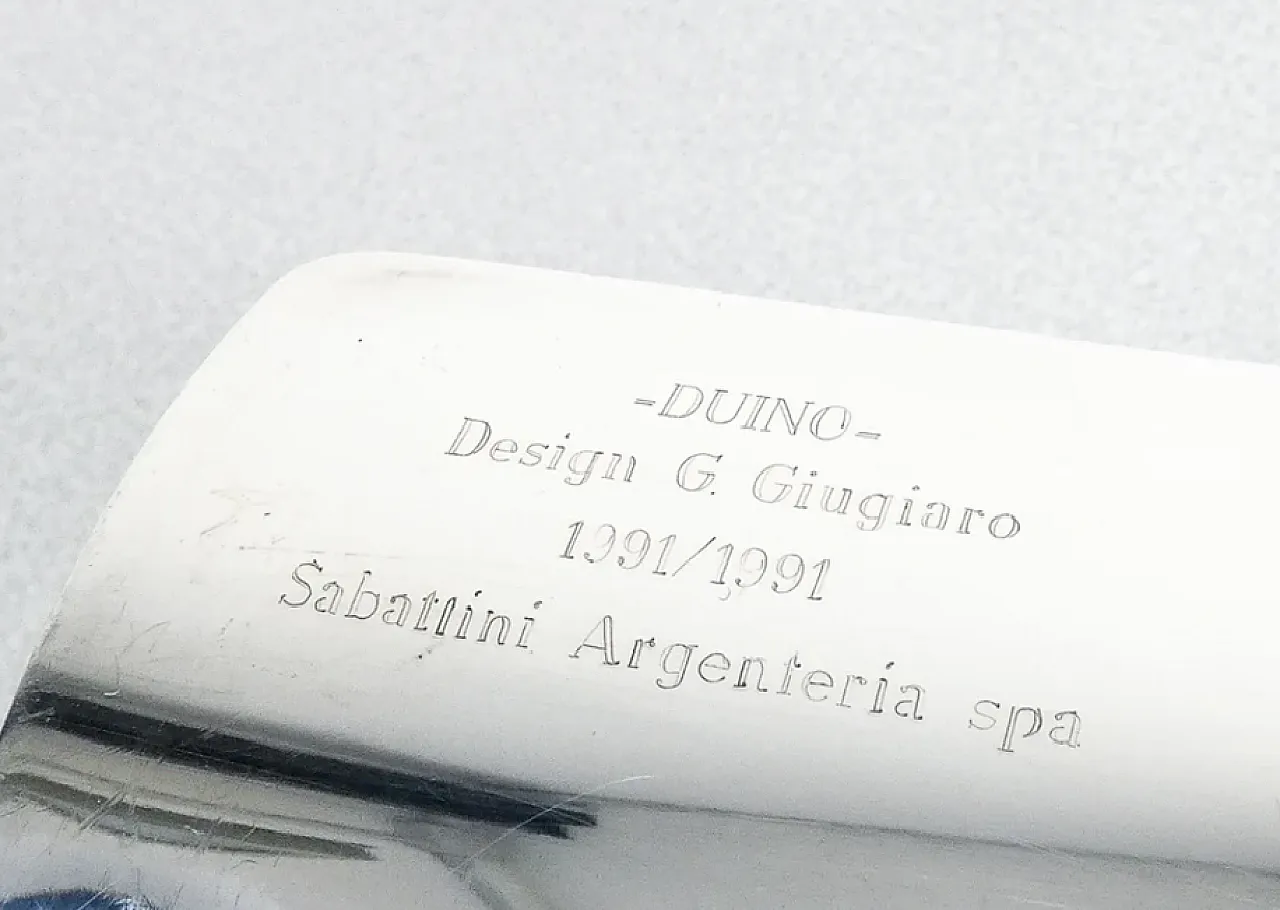 -DUINO-
Design G. Giugiaro
1991/1991
Sabattini Argenteria spa